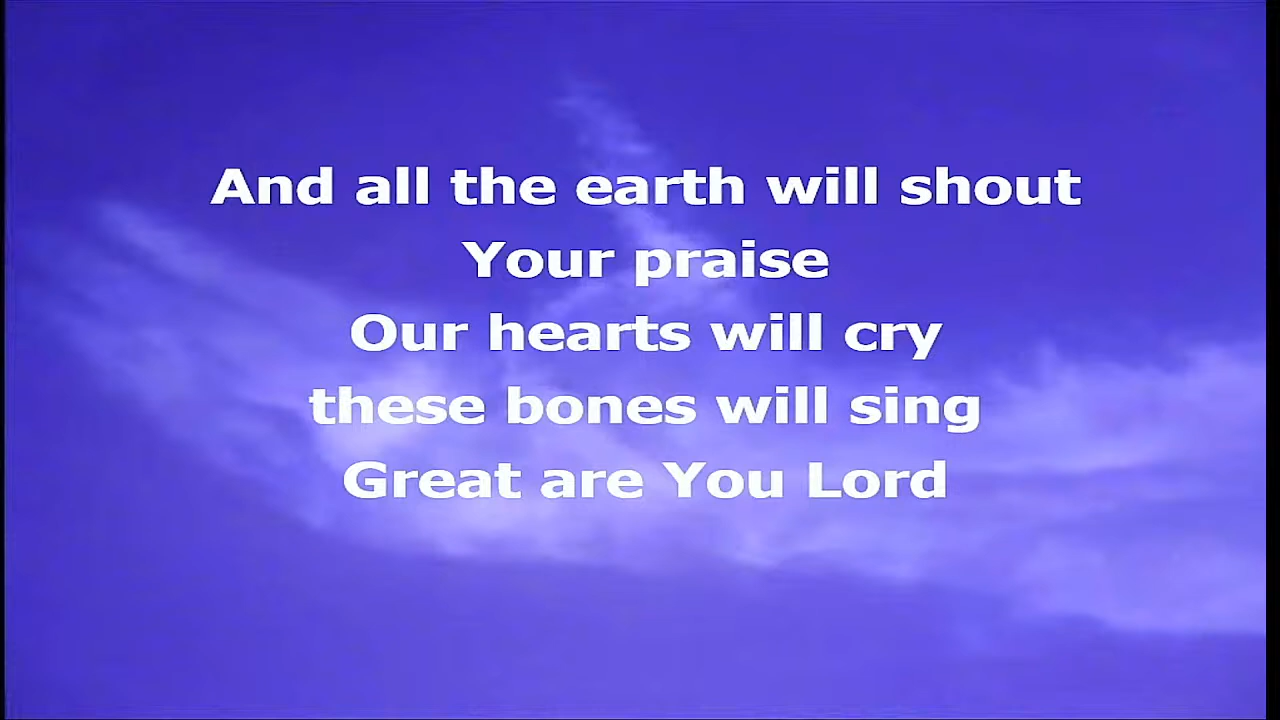 And all the earth will shout
Your praise
Our hearts will cry
these bones will sing
Great are You Lord